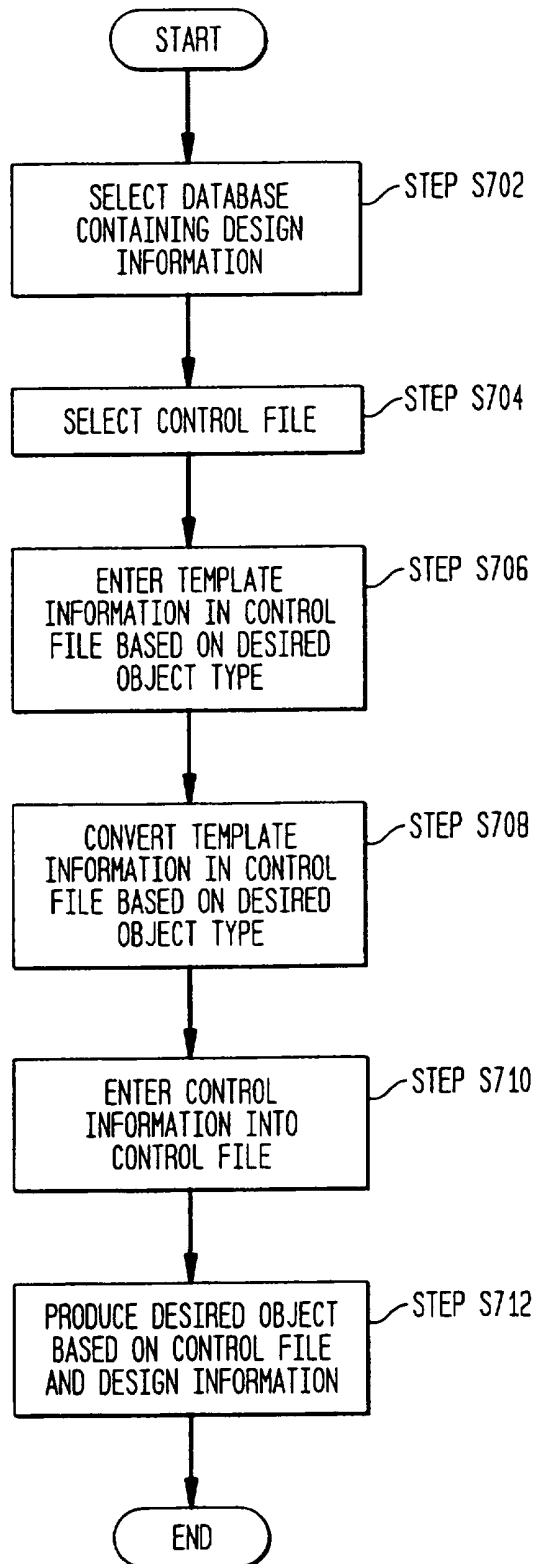 START
SELECT DATABASE
CONTAINING DESIGN
INFORMATION
STEP S702
SELECT CONTROL FILE
STEP S704
ENTER TEMPLATE
INFORMATION IN CONTROL
FILE BASED ON DESIRED
OBJECT TYPE
STEP S706
CONVERT TEMPLATE
INFORMATION IN CONTROL
FILE BASED ON DESIRED
OBJECT TYPE
STEP S708
ENTER CONTROL
INFORMATION INTO
CONTROL FILE
STEP S710
PRODUCE DESIRED OBJECT
BASED ON CONTROL FILE
AND DESIGN INFORMATION
STEP S712
END